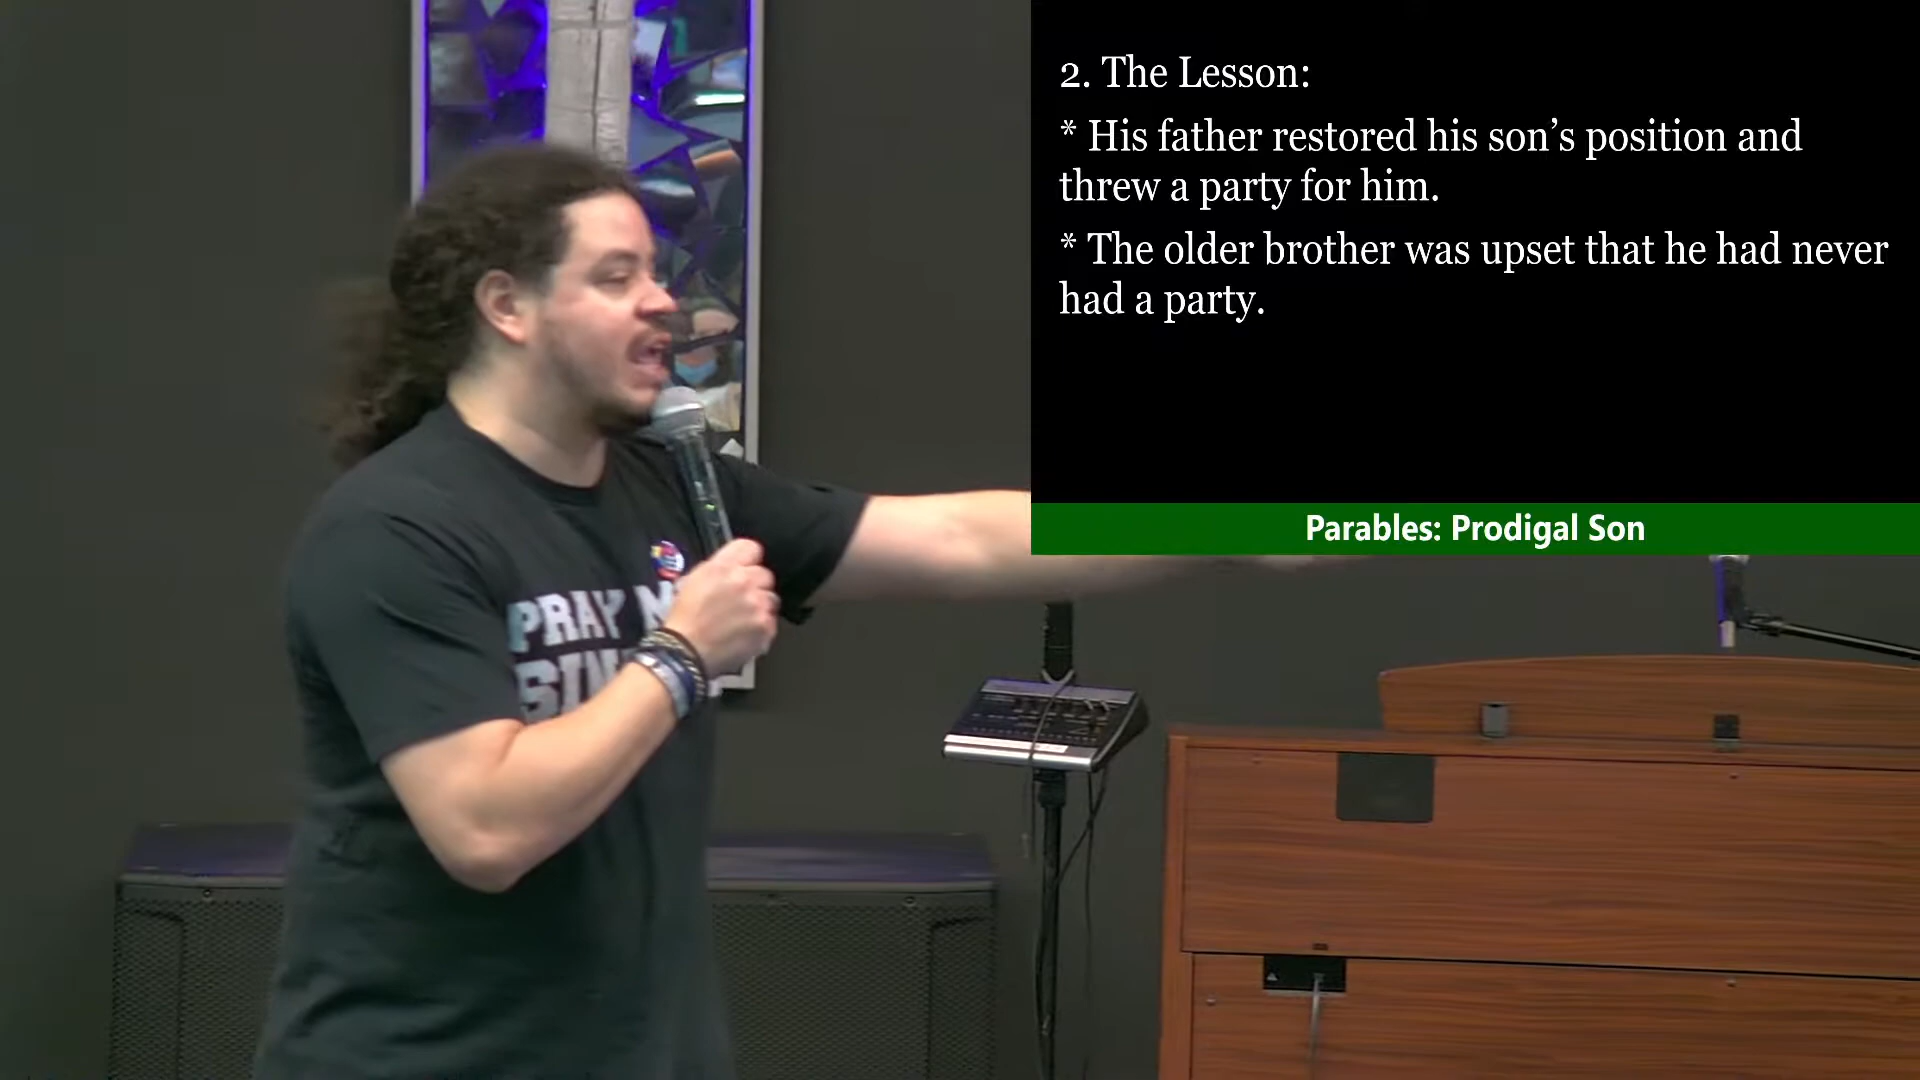 2. The Lesson:
* His father restored his son’s position and
threw a party for him.
* The older brother was upset that he had never
had a party.
Parables: Prodigal Son
PRAY